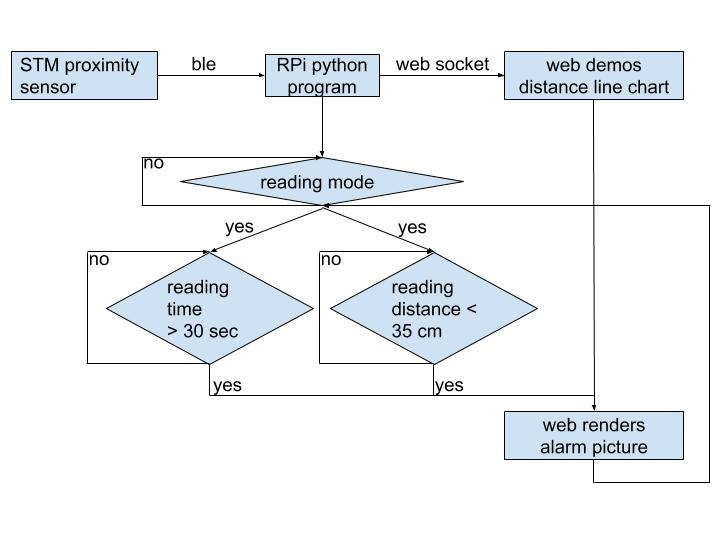 STM proximity
sensor
ble
RPi python
program
web socket
web demos
distance line chart
no
reading mode
yes
yes
no
reading
time
> 30 sec
no
reading
distance <
35 cm
yes
yes
web renders
alarm picture